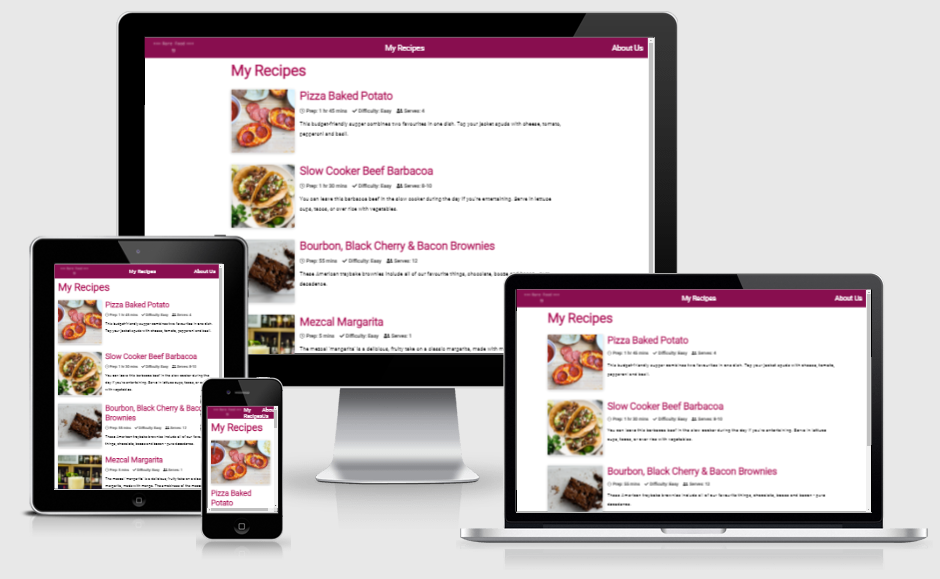 My Recipes
About Us
My Recipes
Pizza Baked Potato
Prep: 1 hr 45 mins Difficulty: Easy Serves: 4
This budget-friendly supper combines two favourites in one dish. Top your jacket spuds with cheese, tomato,
pepperoni and basil.
Slow Cooker Beef Barbacoa
Prep: 1 hr 30 mins Difficulty: Easy Serves: 8-10
You can leave this barbacoa beef in the slow cooker during the day if you're entertaining. Serve in lettuce
cups, tacos, or over rice with vegetables.
Bourbon, Black Cherry & Bacon Brownies
Prep: 55 mins Difficulty: Easy Serves: 12
These American traybake brownies include all of our favourite things, chocolate, booze
decadence.
Mezcal Margarita
Prep: 5 mins Difficulty: Easy Serves: 1
The mezcal margarita is a delicious, fruity take on a classic margarita, made with m
My Recipes
About Us
My Recipes
Pizza Baked Potato
Prep: 1 hr 45 mins Difficulty: Easy Serves: 4
This budget-friendly supper combines two favourites in one dish.
Top your jacket spuds with cheese, tomato, pepperoni and basil.
Slow Cooker Beef Barbacoa
Prep: 1 hr 30 mins Difficulty: Easy Serves: 8-10
You can leave this barbacoa beef in the slow cooker during the
day if you're entertaining. Serve in lettuce cups, tacos, or over rice
with vegetables.
Bourbon, Black Cherry & Bacc
Brownies
Prep: 55 mins Difficulty: Easy Serves: 12
These American traybake brownies include all of our favourite
things, chocolate, booze and bacon - pure decadence.
Mezcal Margarita
Prep: 5 mins Difficulty: Easy Serves: 1
The mezcal margarita is a delicious, fruity take on a classic
margarita, made with mango. The smokiness of the mezcal
My About
Recipes Us
My Recipes
Pizza Baked
Potato
My Recipes
About Us
My Recipes
Pizza Baked Potato
Prep: 1 hr 45 mins Difficulty: Easy Serves: 4
This budget-friendly supper combines two favourites in one dish. Top your jacket spuds with cheese, tomato,
pepperoni and basil.
Slow Cooker Beef Barbacoa
Prep: 1 hr 30 mins Difficulty: Easy Serves: 8-10
You can leave this barbacoa beef in the slow cooker during the day if you're entertaining. Serve in lettuce
cups, tacos, or over rice with vegetables.
Bourbon, Black Cherry & Bacon Brownies
Prep: 55 mins Difficulty: Easy Serves: 12
These American traybake brownies include all of our favourite things, chocolate, booze and bacon - pure
decadence.